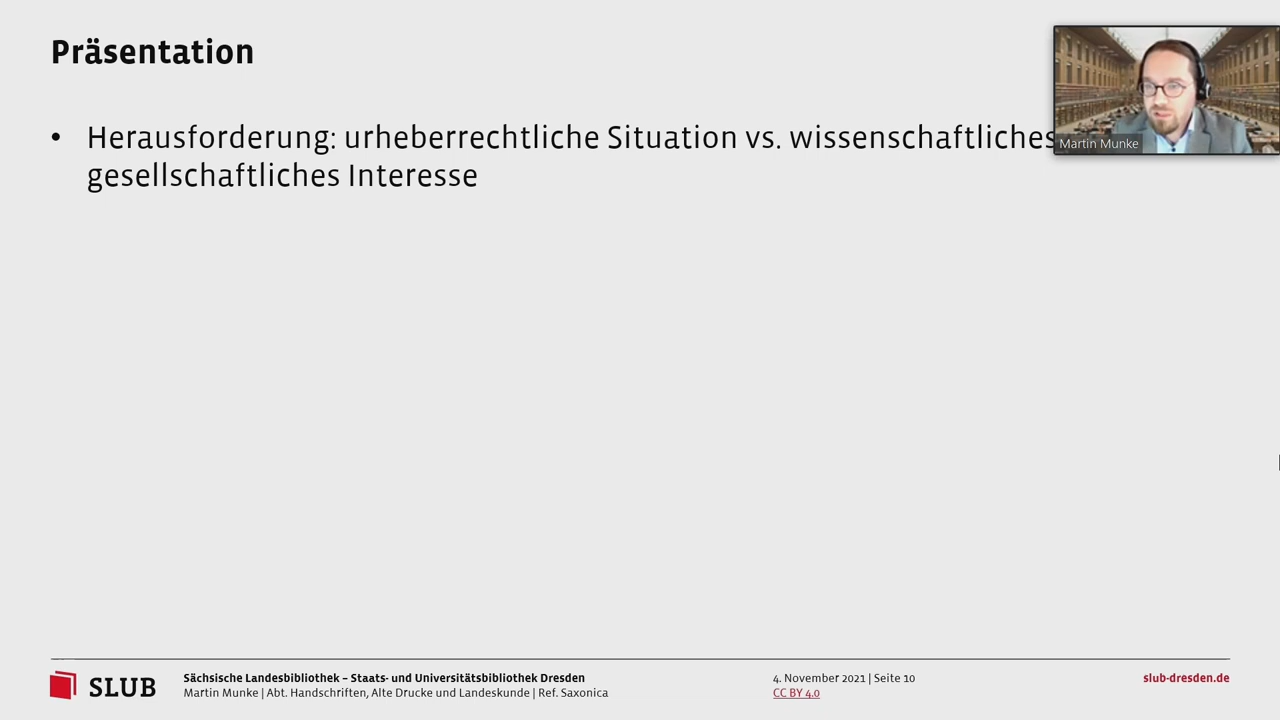 Präsentation
• Herausforderung: urheberrechtliche Situation vs. wissenschaftliches
gesellschaftliches Interesse
Martin Munke
SLUB
Sächsische Landesbibliothek – Staats- und Universitätsbibliothek Dresden
Martin Munke | Abt. Handschriften, Alte Drucke und Landeskunde | Ref. Saxonica
4. November 2021 | Seite 10
CC BY 4.0
slub-dresden.de